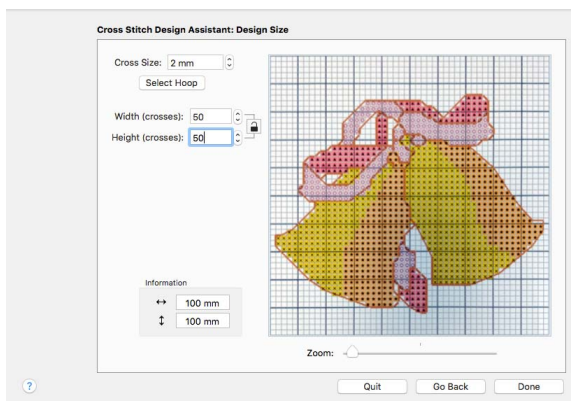 Cross Stitch Design Assistant: Design Size
Cross Size: 2 mm
Select Hoop
Width (crosses): 50
Height (crosses): 50
Information
↔ 100 mm
↕ 100 mm
Zoom:
? Quit Go Back Done